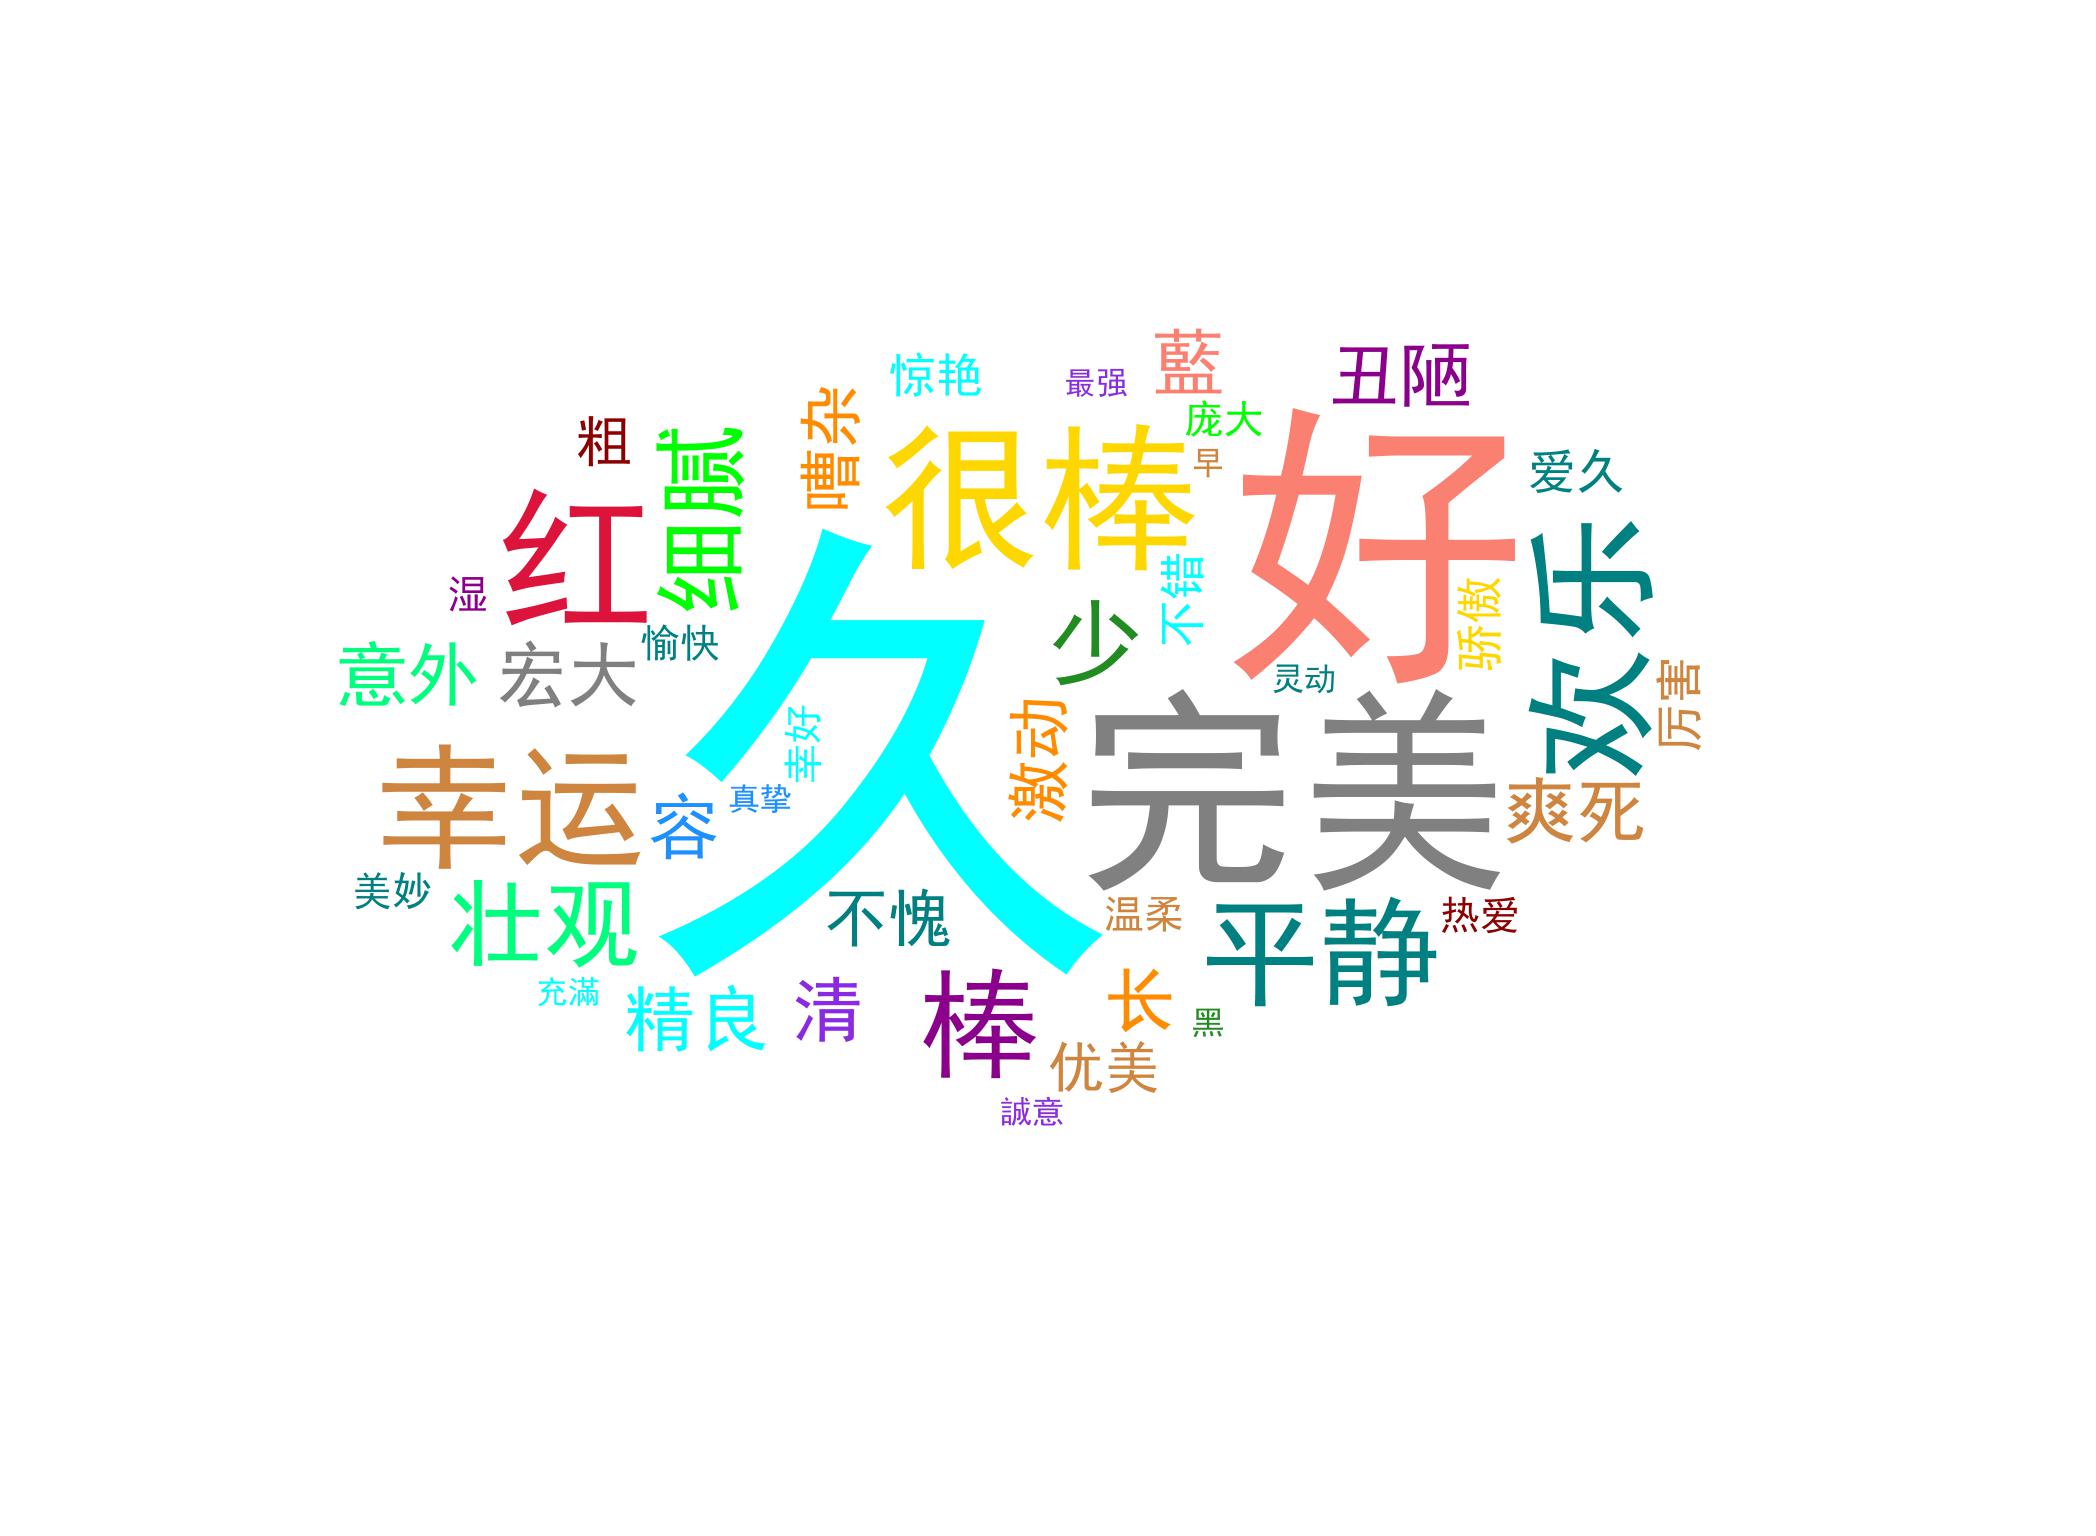 惊艳
最强
藍
丑陋
嘈杂
庞大
粗
细腻
很棒
早
好
爱久
红
湿
久
不错
少
骄傲
欢乐
愉快
意外
宏大
灵动
厉害
幸好
激动
完美
幸运
容
真挚
爽死
美妙
壮观
不愧
温柔
平静
热爱
充滿
精良
清
棒
长
黑
优美
誠意